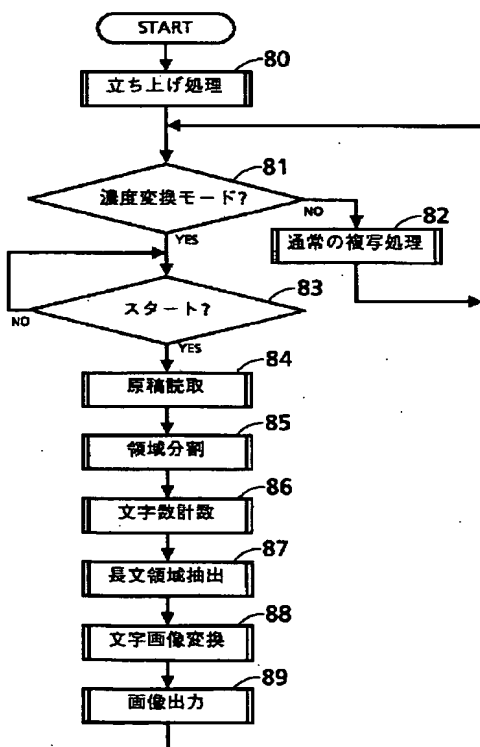 START
80
立ち上げ処理
81
濃度変換モード?
NO
82
YES
通常の複写処理
83
スタート?
NO
YES
84
原稿読取
85
領域分割
86
文字数計数
87
長文領域抽出
88
文字画像変換
89
画像出力